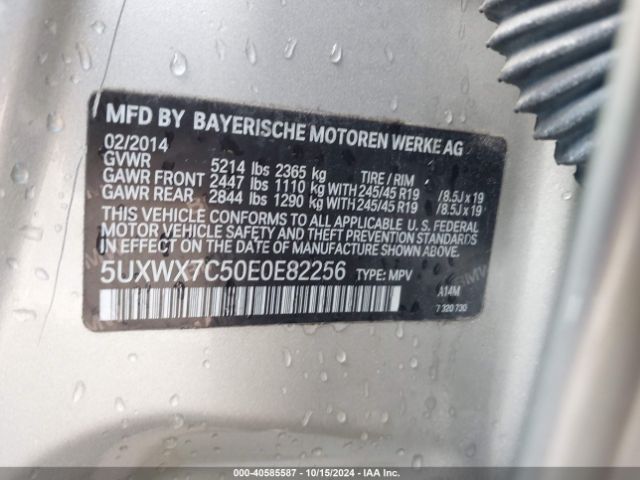 MFD BY BAYERISCHE MOTOREN WERKE AG
02/2014
GVWR 5214 lbs 2365 kg TIRE / RIM
GAWR FRONT 2447 lbs 1110 kg WITH 245/45 R19 /8.5J x 19
GAWR REAR 2844 lbs 1290 kg WITH 245/45 R19 /8.5J x 19
THIS VEHICLE CONFORMS TO ALL APPLICABLE U. S. FEDERAL
MOTOR VEHICLE SAFETY AND THEFT PREVENTION STANDARDS
IN EFFECT ON THE DATE OF MANUFACTURE SHOWN ABOVE.
5UXWX7C50E0E82256 TYPE: MPV
A14M
7 320 730
000-40585587 - 10/15/2024 - IAA Inc.